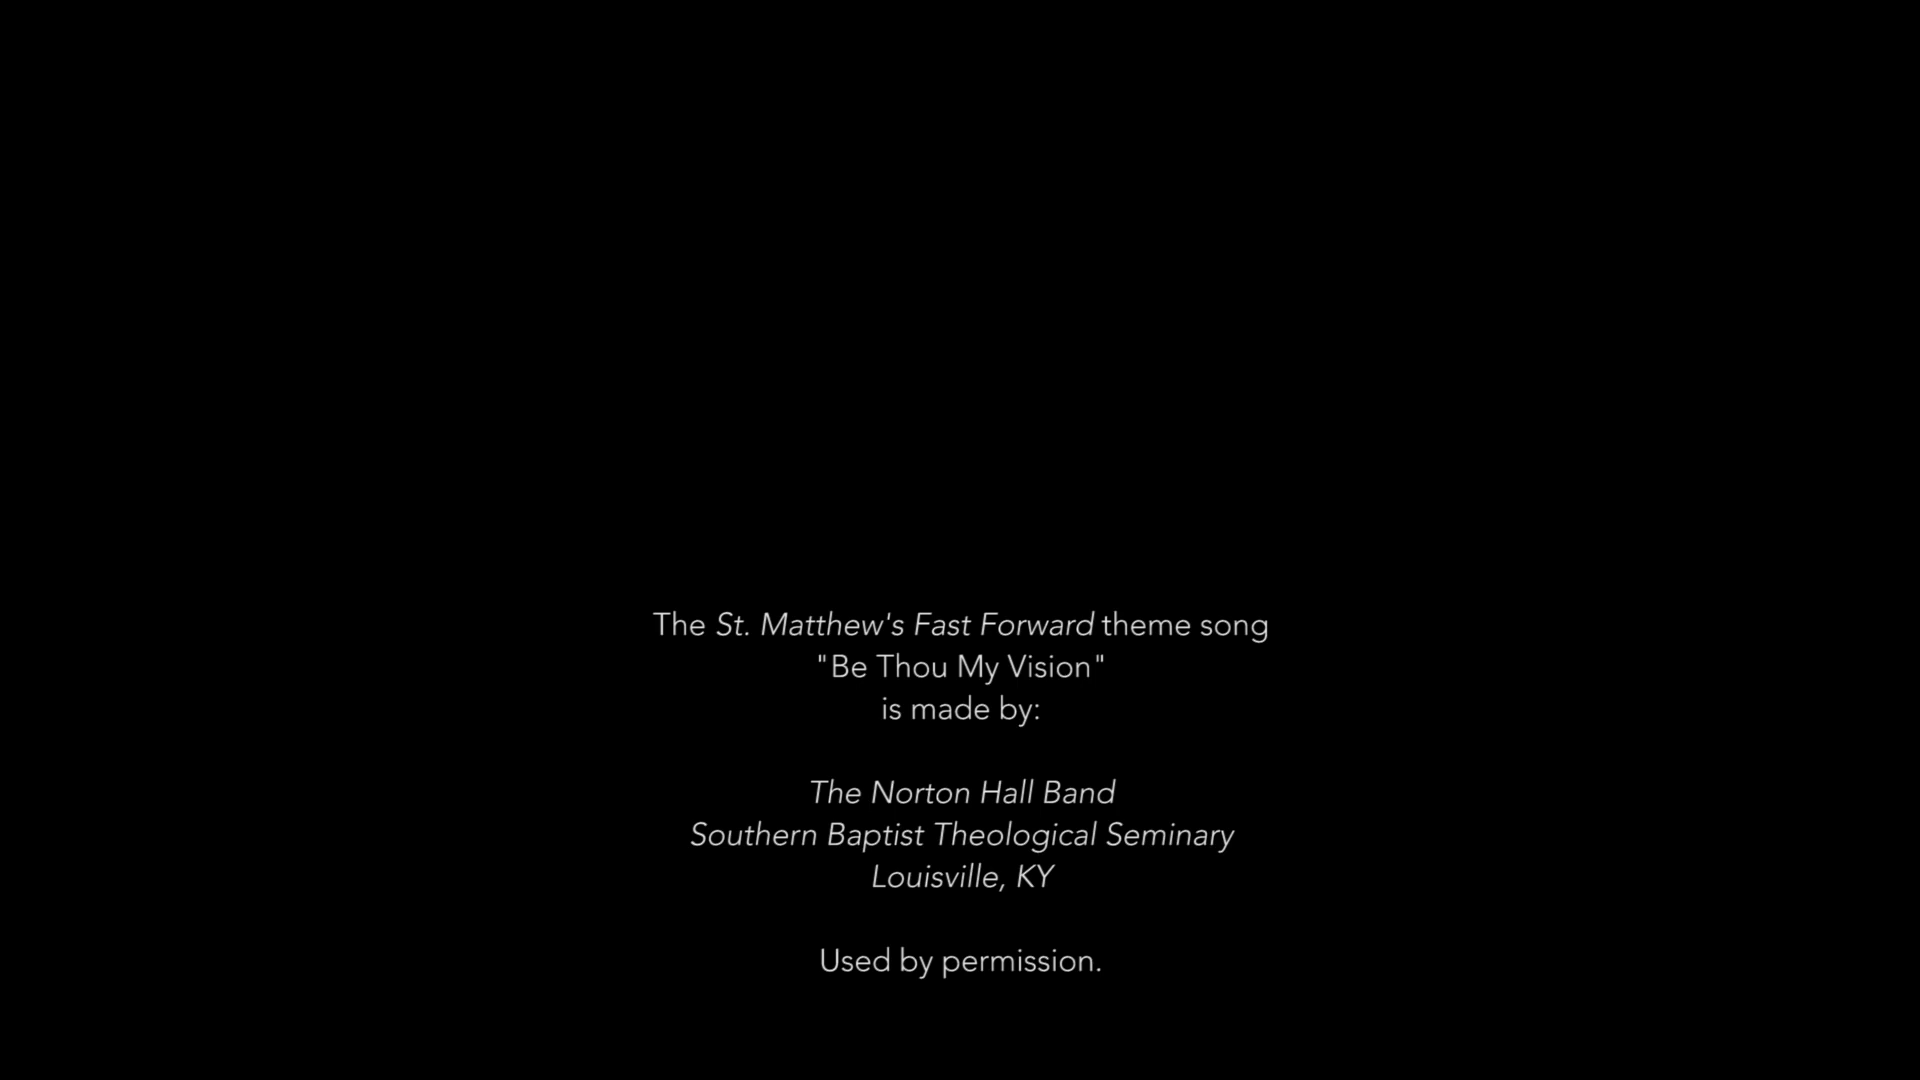 The St. Matthew's Fast Forward theme song
"Be Thou My Vision"
is made by:
The Norton Hall Band
Southern Baptist Theological Seminary
Louisville, KY
Used by permission.